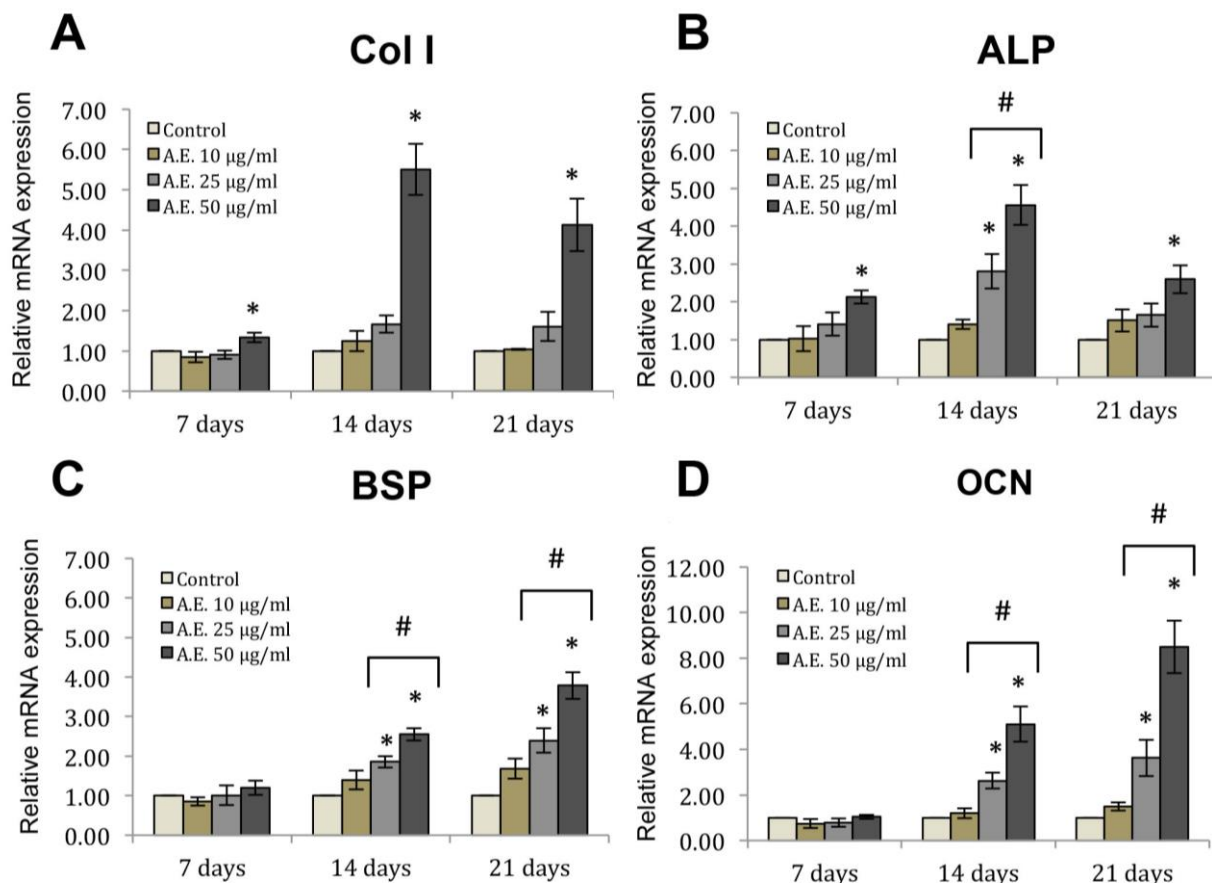 A
Col I
Relative mRNA expression
7.00
6.00
5.00
4.00
3.00
2.00
1.00
0.00
Control
A.E. 10 μg/ml
A.E. 25 μg/ml
A.E. 50 μg/ml
*
*
*
7 days
14 days
21 days
B
ALP
Relative mRNA expression
7.00
6.00
5.00
4.00
3.00
2.00
1.00
0.00
Control
A.E. 10 μg/ml
A.E. 25 μg/ml
A.E. 50 μg/ml
#
*
*
*
*
7 days
14 days
21 days
C
BSP
Relative mRNA expression
7.00
6.00
7.00
5.00
4.00
3.00
2.00
1.00
0.00
Control
A.E. 10 μg/ml
A.E. 25 μg/ml
A.E. 50 μg/ml
#
*
*
#
*
*
7 days
14 days
21 days
D
OCN
Relative mRNA expression
12.00
10.00
8.00
6.00
4.00
2.00
0.00
Control
A.E. 10 μg/ml
A.E. 25 μg/ml
A.E. 50 μg/ml
#
*
*
#
*
*
7 days
14 days
21 days